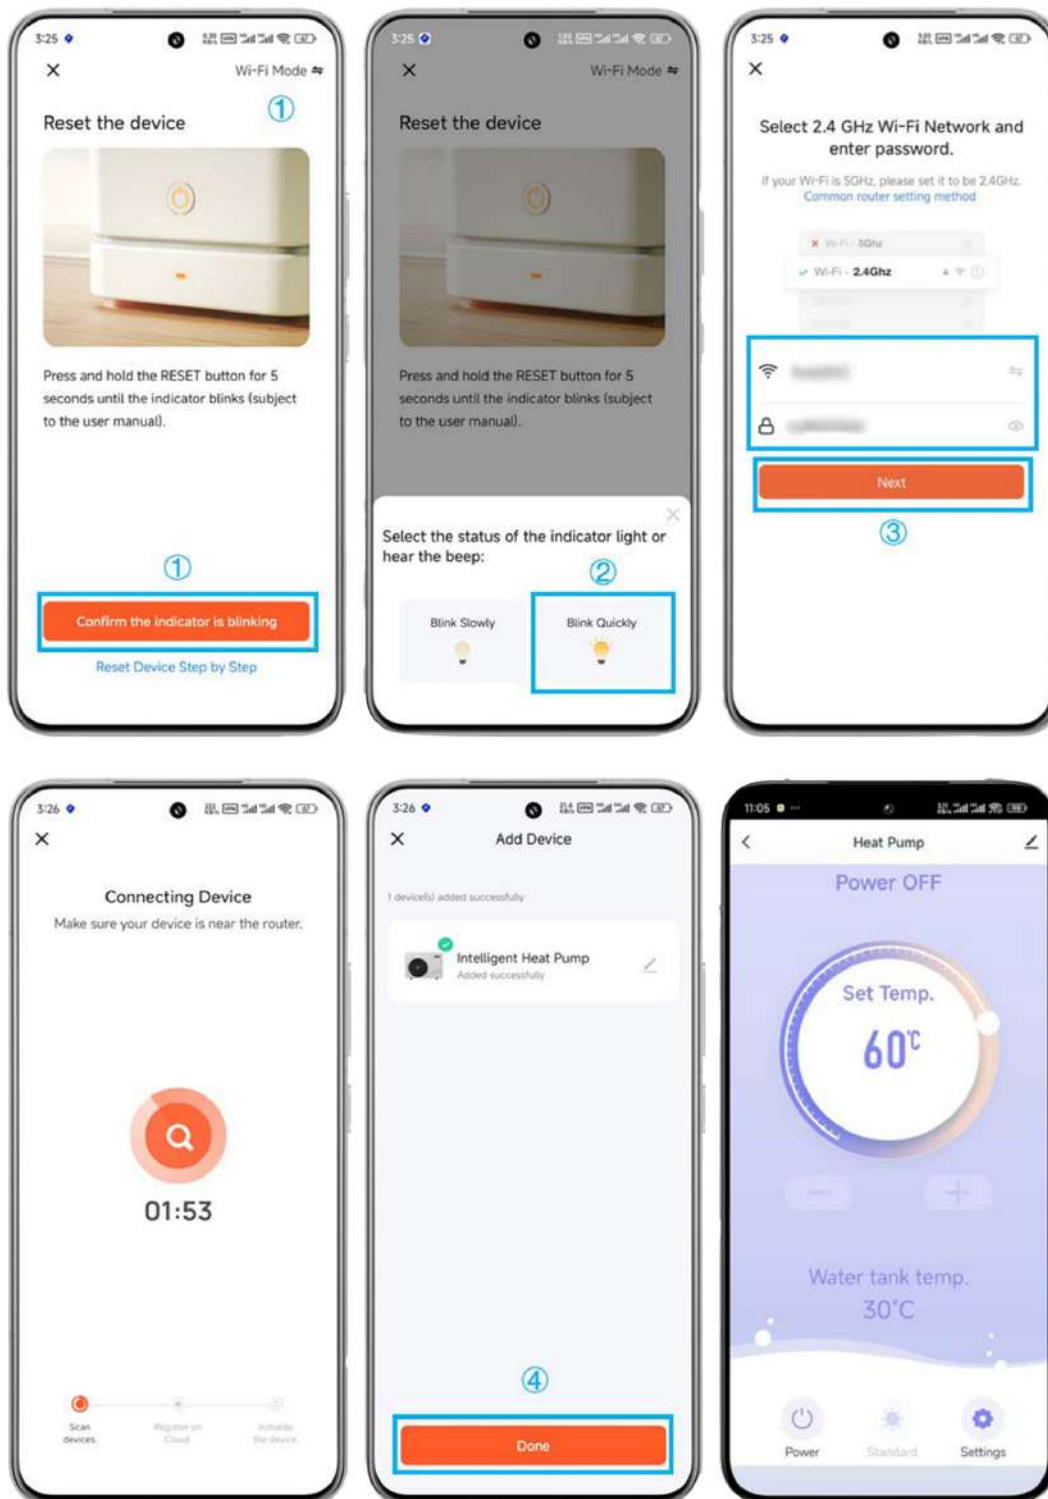 3:25
Wi-Fi Mode
①
Reset the device
Press and hold the RESET button for 5
seconds until the indicator blinks (subject
to the user manual).
①
Confirm the indicator is blinking
Reset Device Step by Step
3:25
Wi-Fi Mode
Reset the device
Press and hold the RESET button for 5
seconds until the indicator blinks (subject
to the user manual).
Select the status of the indicator light or
hear the beep:
②
Blink Slowly
Blink Quickly
3:25
Select 2.4 GHz Wi-Fi Network and
enter password.
If your Wi-Fi is 5GHz, please set it to be 2.4GHz.
Common router setting method
Wi-Fi - 5Ghz
Wi-Fi - 2.4Ghz
Next
③
3:26
Connecting Device
Make sure your device is near the router.
01:53
Scan
devices.
Register on
Cloud.
Initialize
the device.
3:26
Add Device
1 device(s) added successfully
Intelligent Heat Pump
Added successfully
④
Done
11:05
Heat Pump
Power OFF
Set Temp.
60℃
Water tank temp.
30°C
Power
Standard
Settings